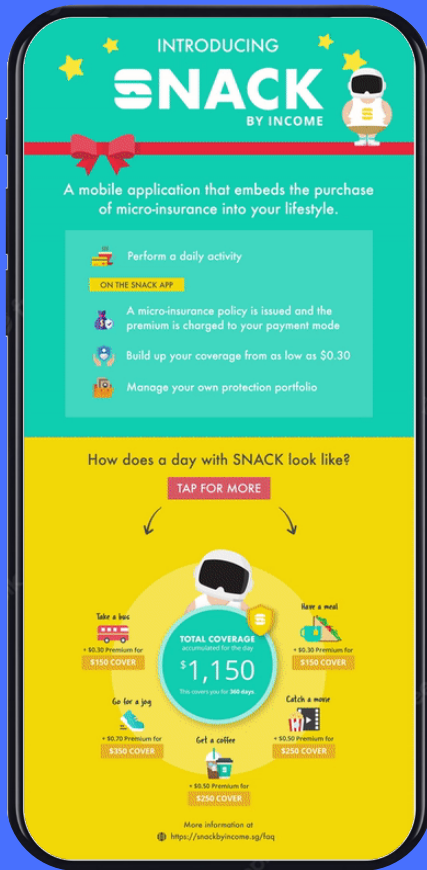 INTRODUCING
SNACK
BY INCOME
A mobile application that embeds the purchase
of micro-insurance into your lifestyle.
Perform a daily activity
ON THE SNACK APP
A micro-insurance policy is issued and the
premium is charged to your payment mode
Build up your coverage from as low as $0.30
Manage your own protection portfolio
How does a day with SNACK look like?
TAP FOR MORE
Take a bus
+ $0.30 Premium for
$150 COVER
Have a meal
+ $0.30 Premium for
$150 COVER
TOTAL COVERAGE
accumulated for the day
$1,150
This covers you for 360 days.
Go for a jog
+ $0.70 Premium for
$350 COVER
Catch a movie
+ $0.50 Premium for
$250 COVER
Get a coffee
+ $0.50 Premium for
$250 COVER
More information at
https://snackbyincome.sg/faq